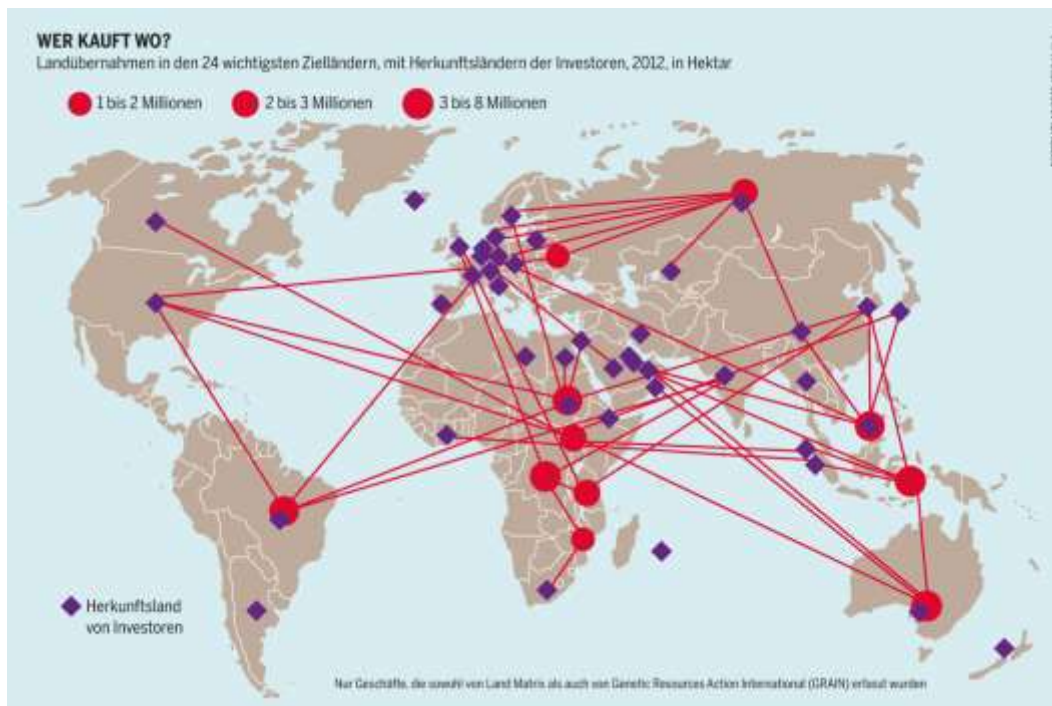 WER KAUFT WO?
Landübernahmen in den 24 wichtigsten Zielländern, mit Herkunftsländern der Investoren, 2012, in Hektar
1 bis 2 Millionen
2 bis 3 Millionen
3 bis 8 Millionen
Herkunftsland
von Investoren
Nur Geschäfte, die sowohl von Land Matrix als auch von Genetic Resources Action International (GRAIN) erfasst wurden